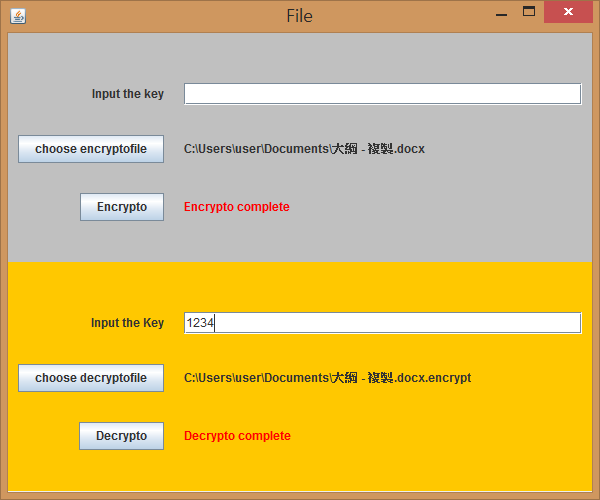 File
Input the key
choose encryptofile C:\Users\user\Documents\大綱 - 複製.docx
Encrypto Encrypto complete
Input the Key 1234
choose decryptofile C:\Users\user\Documents\大綱 - 複製.docx.encrypt
Decrypto Decrypto complete